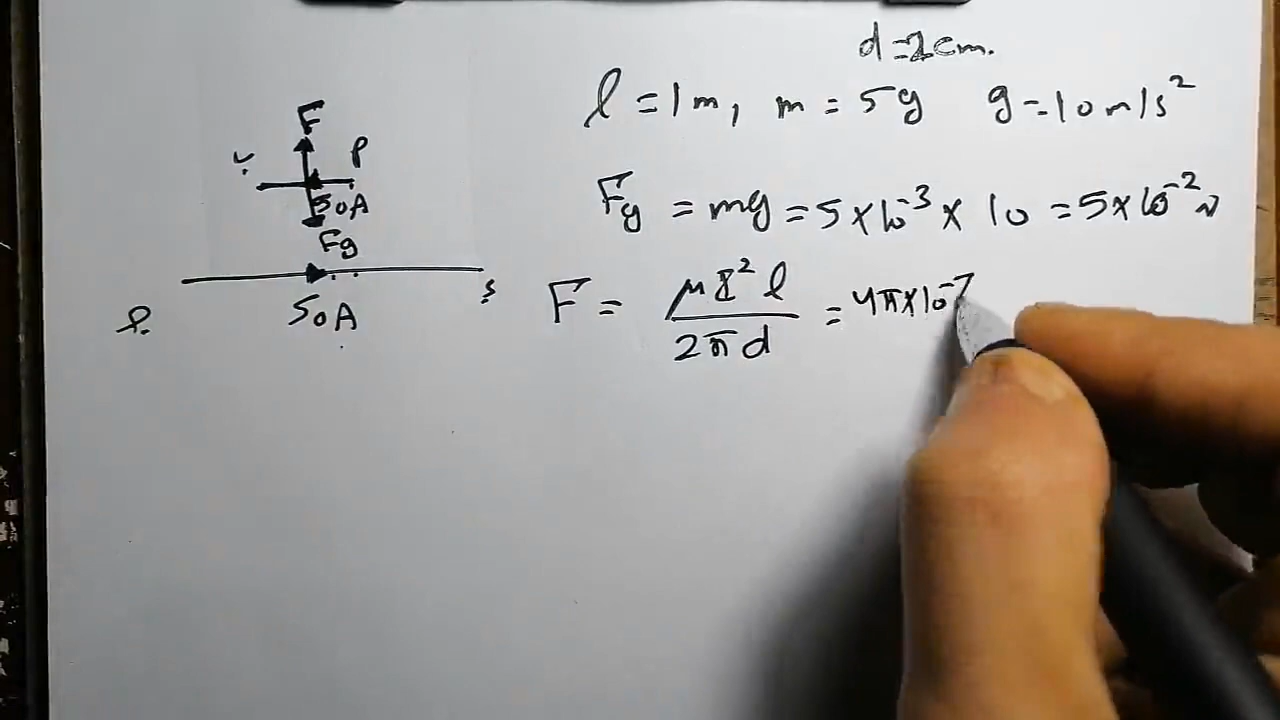 d = 2cm.
l = 1m, m = 5g g = 10m/s²
F
P
50A
Fg
50A
Fg = mg = 5×10⁻³ × 10 = 5×10⁻² N
F = μI²l / 2πd = 4π×10⁻⁷